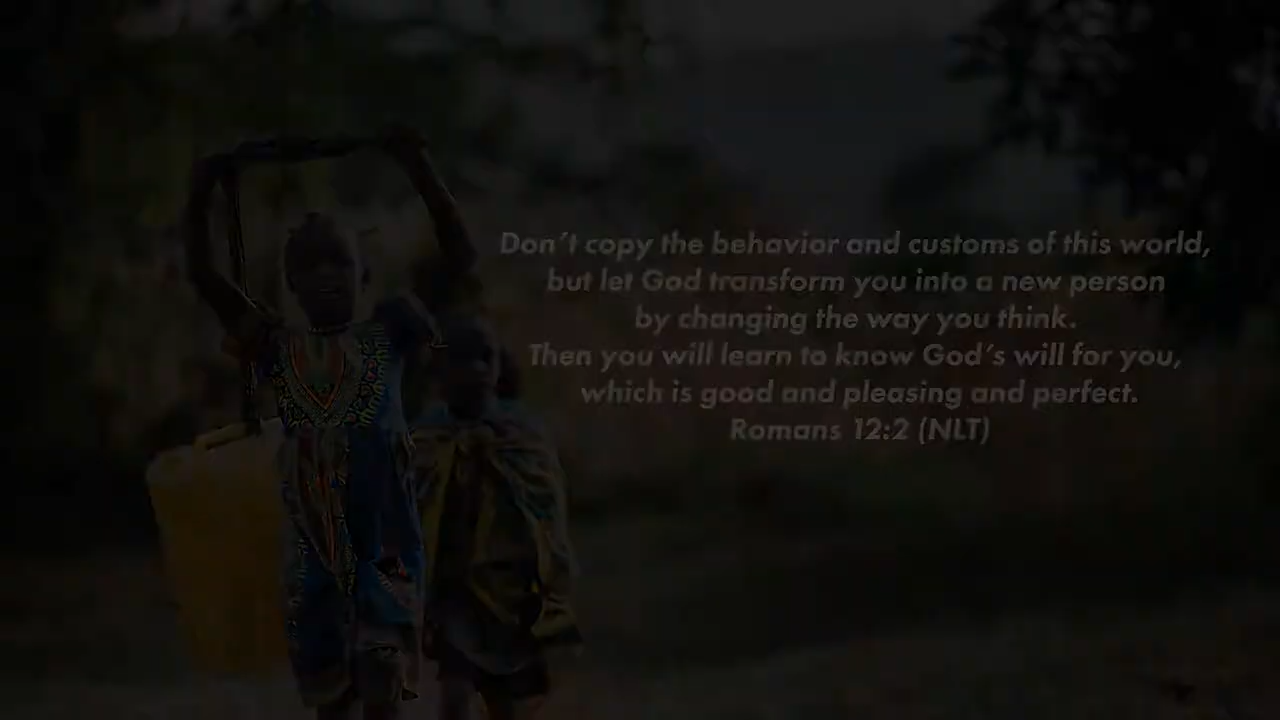 Don't copy the behavior and customs of this world,
but let God transform you into a new person
by changing the way you think.
Then you will learn to know God's will for you,
which is good and pleasing and perfect.
Romans 12:2 (NLT)